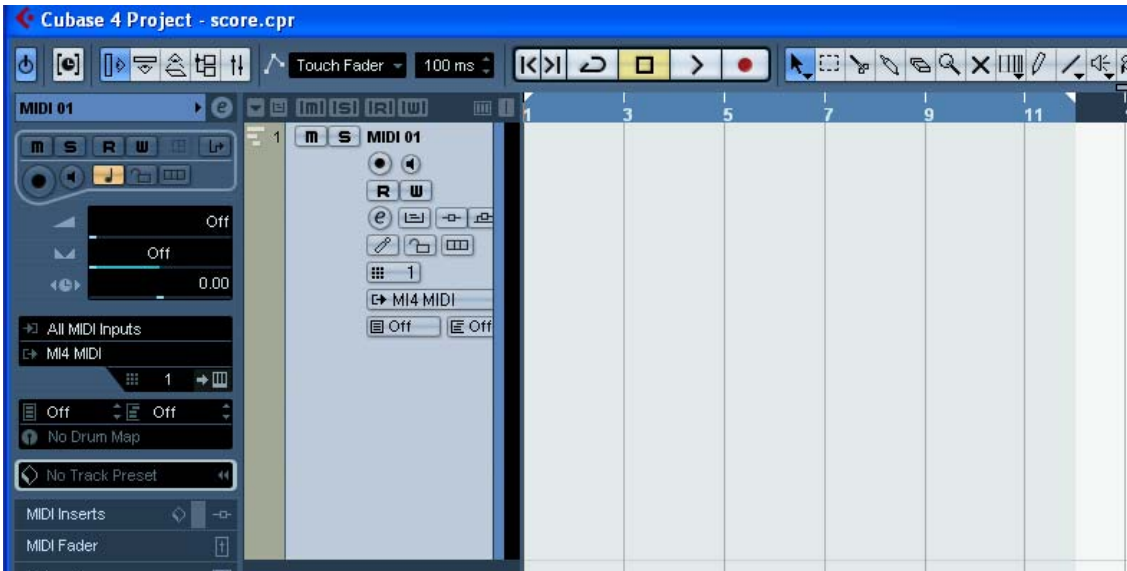 Cubase 4 Project - score.cpr
Touch Fader 100 ms
MIDI 01 e m S R W 1 3 5 7 9 11
m S R W 1 m S MIDI 01
R W
Off e
Off
0.00 1
MI4 MIDI
All MIDI Inputs Off Off
MI4 MIDI
1
Off Off
No Drum Map
No Track Preset
MIDI Inserts
MIDI Fader